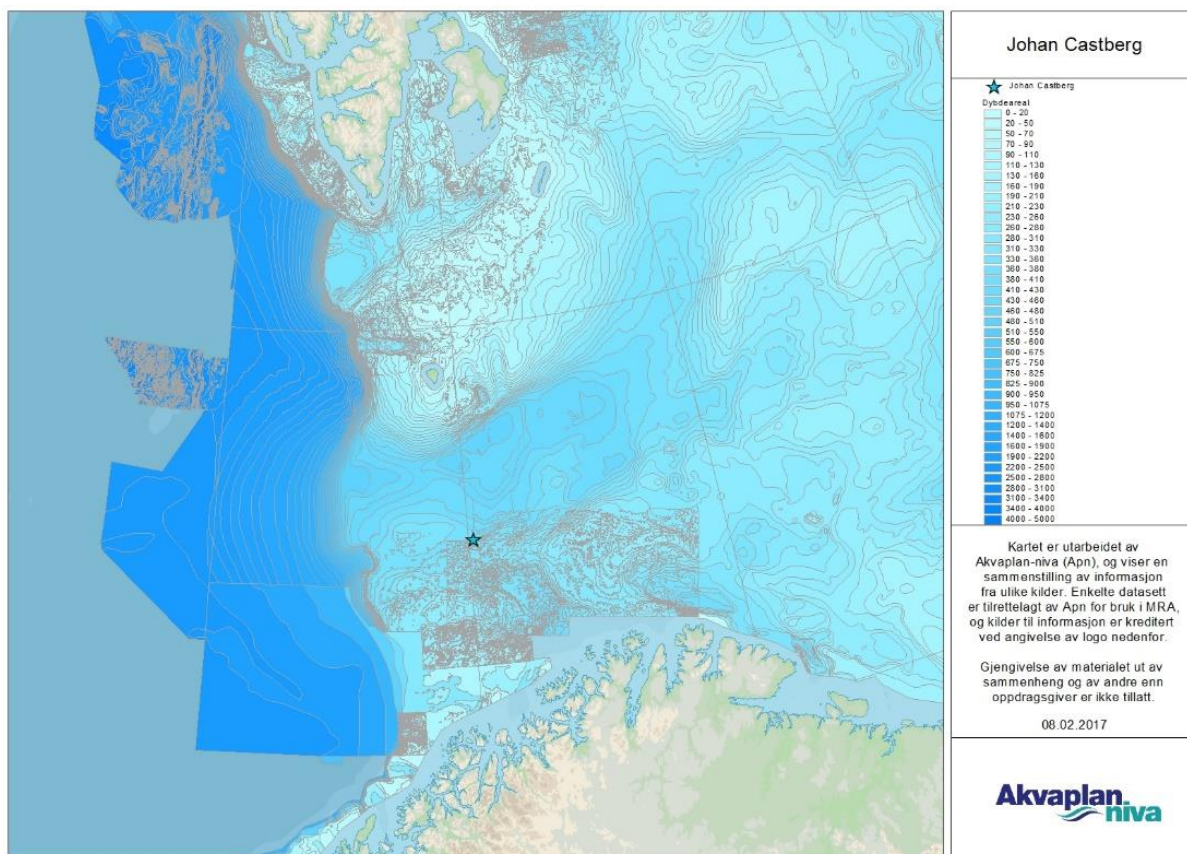 Johan Castberg
Johan Castberg
Dybdeareal
0 - 20
20 - 50
50 - 70
70 - 90
90 - 110
110 - 130
130 - 160
160 - 190
190 - 210
210 - 230
230 - 260
260 - 280
280 - 310
310 - 330
330 - 360
360 - 380
380 - 410
410 - 430
430 - 460
460 - 480
480 - 510
510 - 550
550 - 600
600 - 675
675 - 750
750 - 825
825 - 900
900 - 950
950 - 1075
1075 - 1200
1200 - 1400
1400 - 1600
1600 - 1900
1900 - 2200
2200 - 2500
2500 - 2800
2800 - 3100
3100 - 3400
3400 - 4000
4000 - 5000
Kartet er utarbeidet av
Akvaplan-niva (Apn), og viser en
sammenstilling av informasjon
fra ulike kilder. Enkelte datasett
er tilrettelagt av Apn for bruk i MRA,
og kilder til informasjon er kreditert
ved angivelse av logo nedenfor.
Gjengivelse av materialet ut av
sammenheng og av andre enn
oppdragsgiver er ikke tillatt.
08.02.2017
Akvaplan
niva